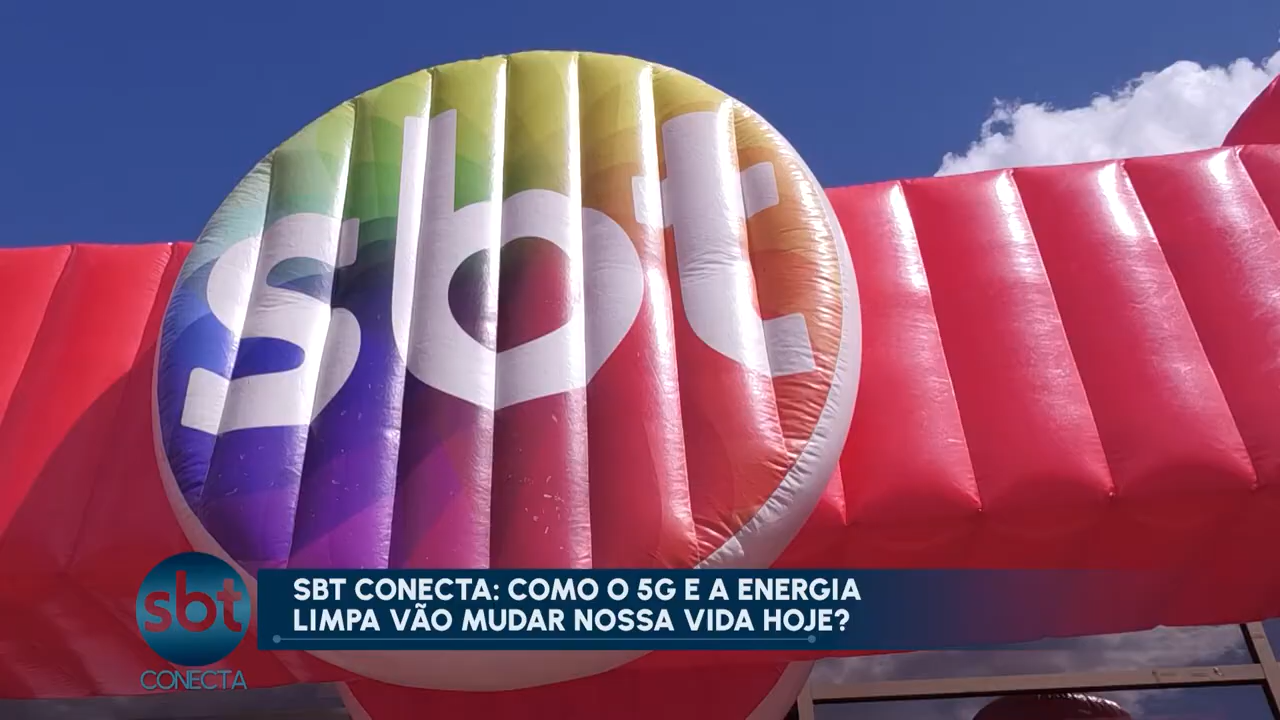 sbt
SBT CONECTA: COMO O 5G E A ENERGIA
LIMPA VÃO MUDAR NOSSA VIDA HOJE?
sbt
CONECTA